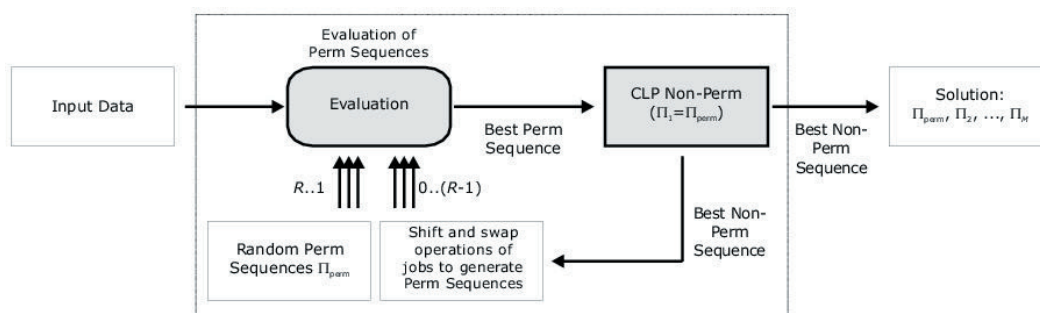 Evaluation of
Perm Sequences
Input Data
Evaluation
CLP Non-Perm
(Π₁=Πperm)
Solution:
Πperm, Π₂, ..., ΠM
Best Perm
Sequence
Best Non-
Perm
Sequence
R..1
0..(R-1)
Best Non-
Perm
Sequence
Random Perm
Sequences Πperm
Shift and swap
operations of
jobs to generate
Perm Sequences